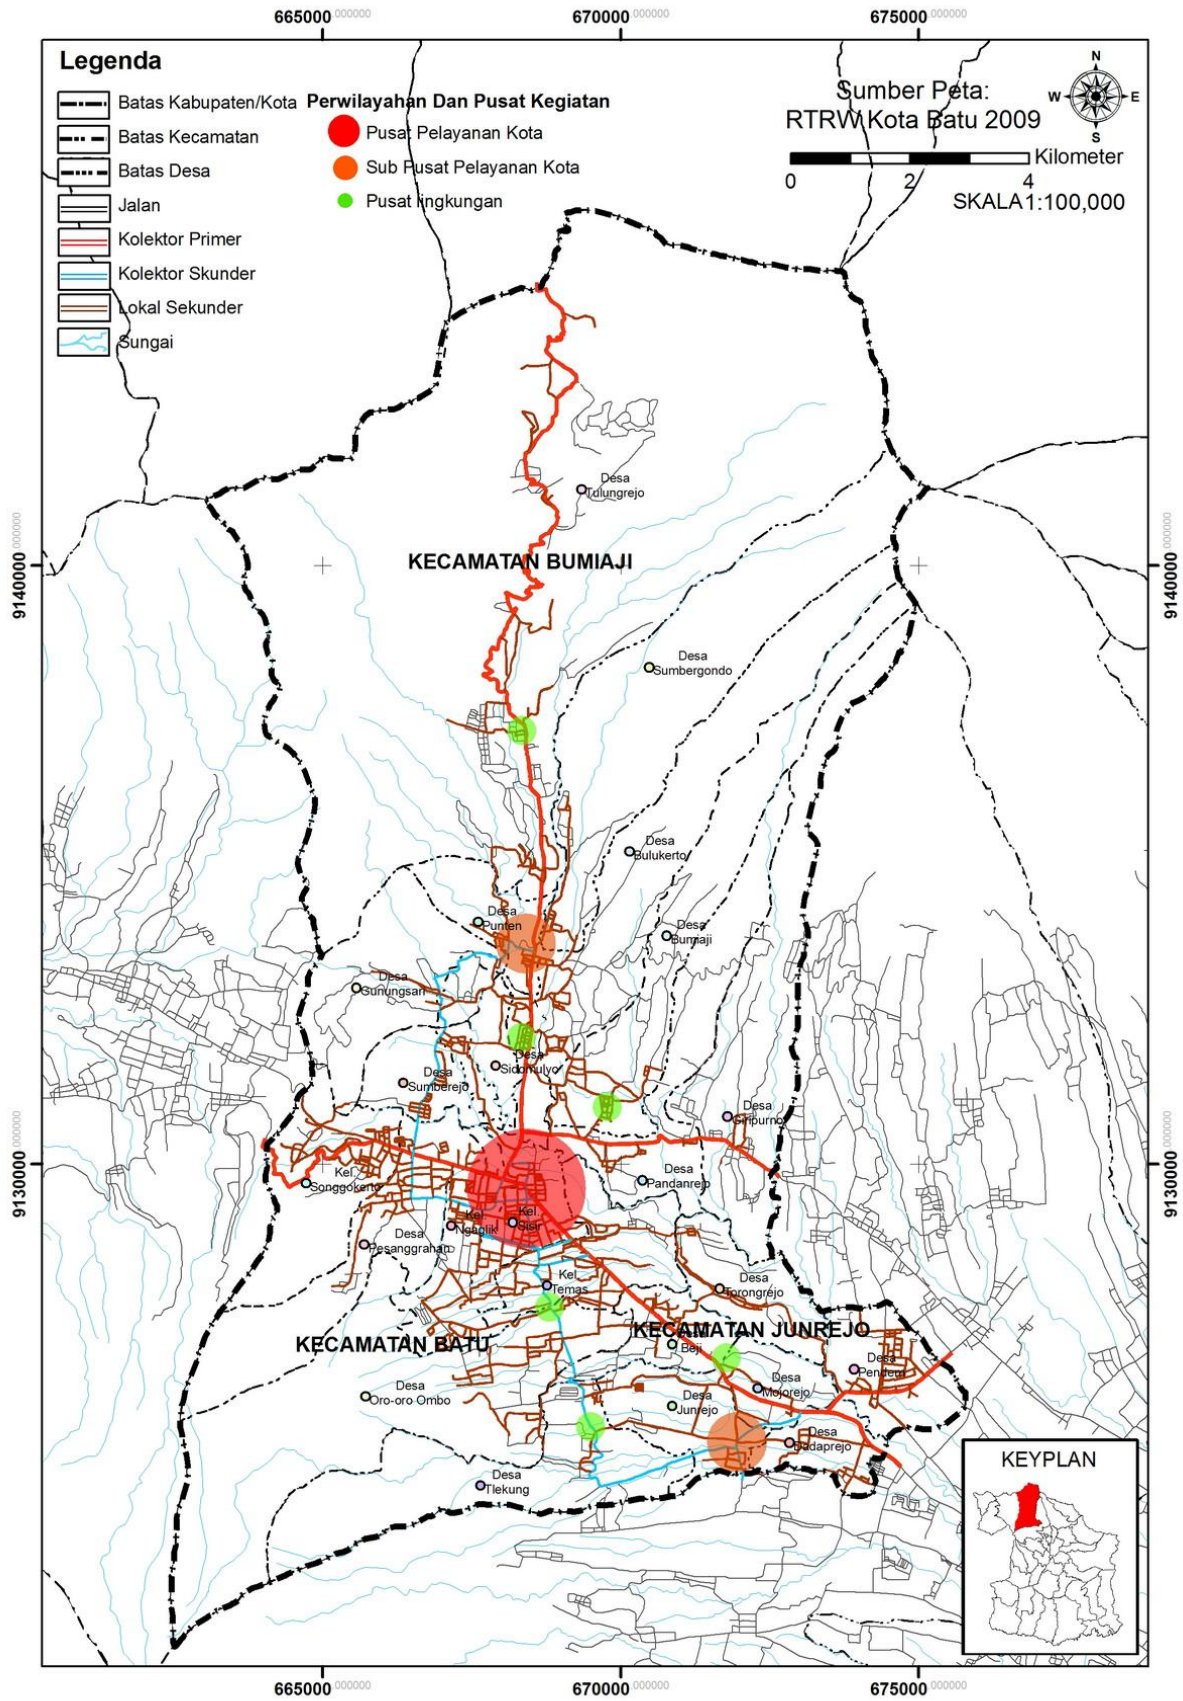 665000.000000
670000.000000
675000.000000
Legenda
Batas Kabupaten/Kota
Batas Kecamatan
Batas Desa
Jalan
Kolektor Primer
Kolektor Skunder
Lokal Sekunder
Sungai
Perwilayahan Dan Pusat Kegiatan
Pusat Pelayanan Kota
Sub Pusat Pelayanan Kota
Pusat lingkungan
Sumber Peta:
RTRW Kota Batu 2009
N
W
E
S
Kilometer
0
2
4
SKALA 1:100,000
Desa
Tulungrejo
9140000.000000
KECAMATAN BUMIAJI
9140000.000000
Desa
Sumbergondo
Desa
Bulukerto
Desa
Punten
Desa
Bumiaji
Desa
Gunungsari
Desa
Sidomulyo
Desa
Sumberejo
Desa
Giripurno
9130000.000000
9130000.000000
Kel.
Songgokerto
Desa
Pandanrejo
Kel.
Ngaglik
Kel.
Sisir
Desa
Pesanggrahan
Kel.
Temas
Desa
Torongrejo
KECAMATAN BATU
KECAMATAN JUNREJO
Beji
Desa
Pendem
Desa
Mojorejo
Desa
Oro-oro Ombo
Desa
Junrejo
Desa
Dadaprejo
Desa
Tlekung
KEYPLAN
665000.000000
670000.000000
675000.000000